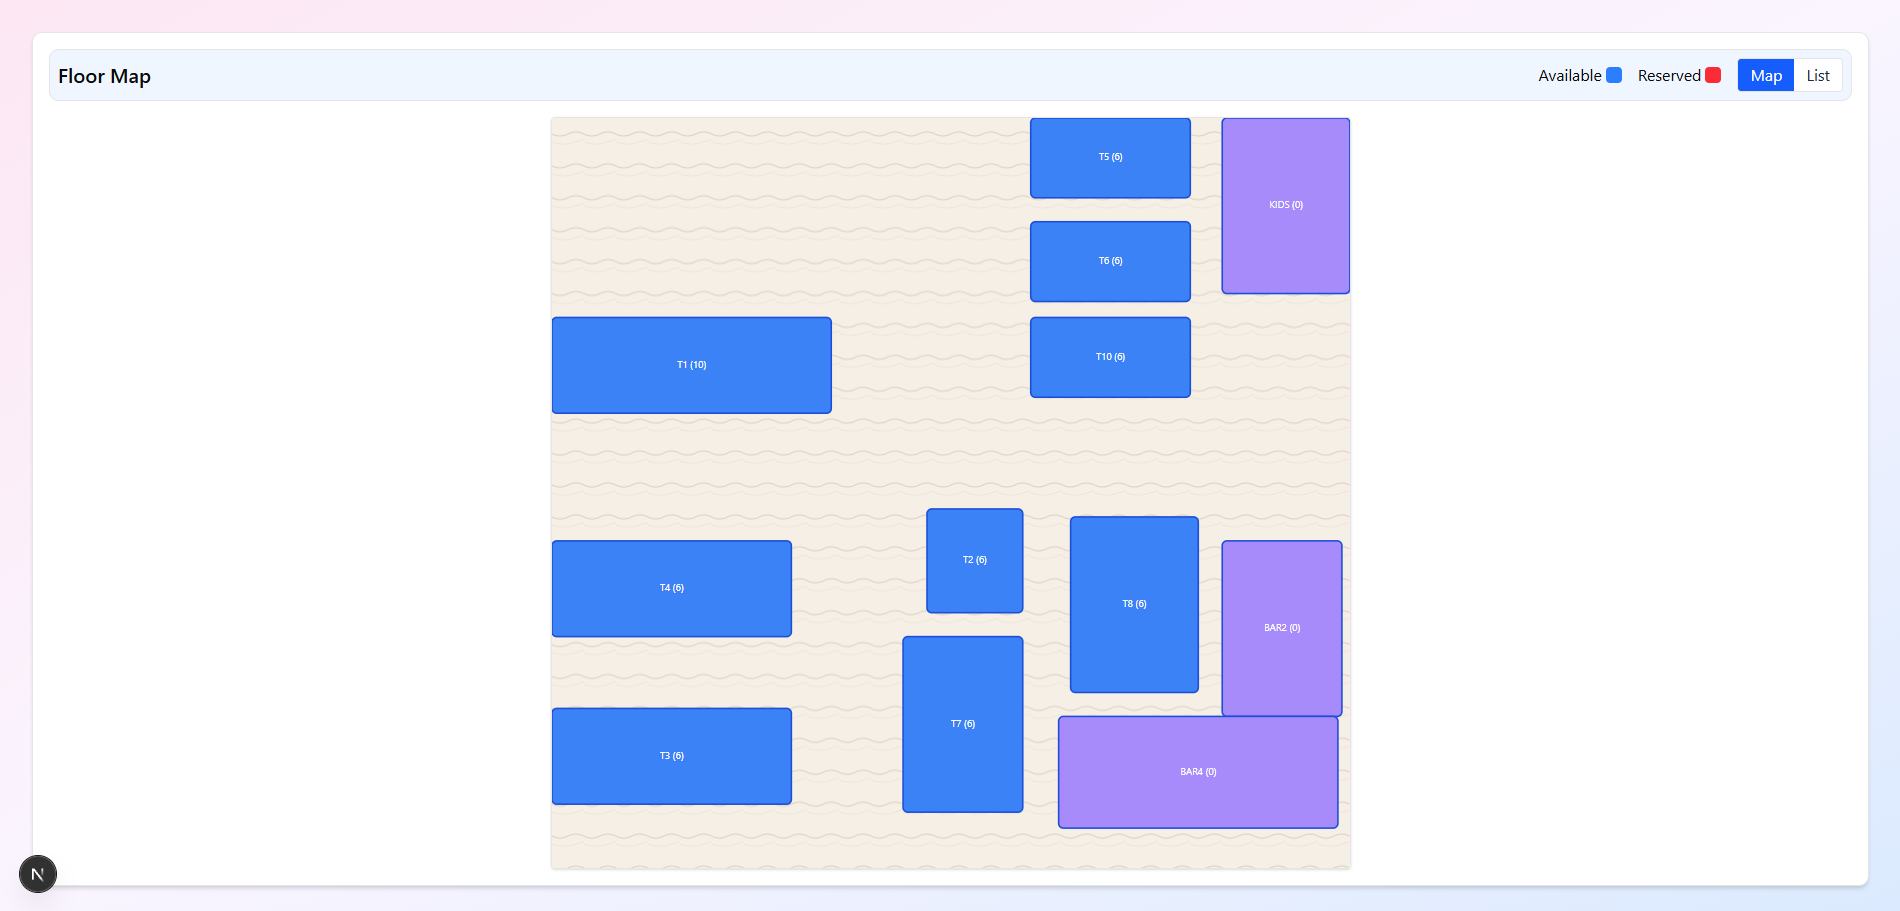 Floor Map
Available
Reserved
Map
List
T5 (6)
KIDS (0)
T6 (6)
T10 (6)
T1 (10)
T2 (6)
T4 (6)
T8 (6)
BAR2 (0)
T7 (6)
T3 (6)
BAR4 (0)
N